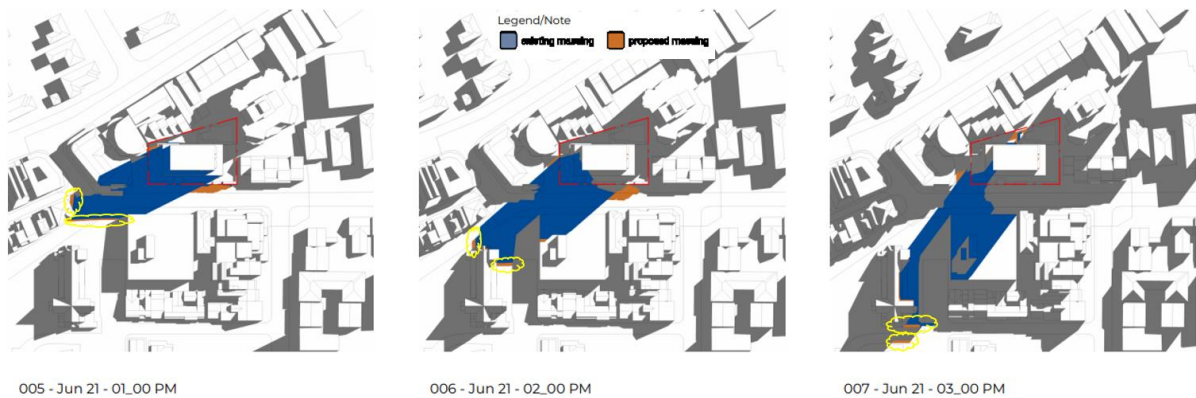 Legend/Note
existing massing
proposed massing
005 - Jun 21 - 01_00 PM
006 - Jun 21 - 02_00 PM
007 - Jun 21 - 03_00 PM